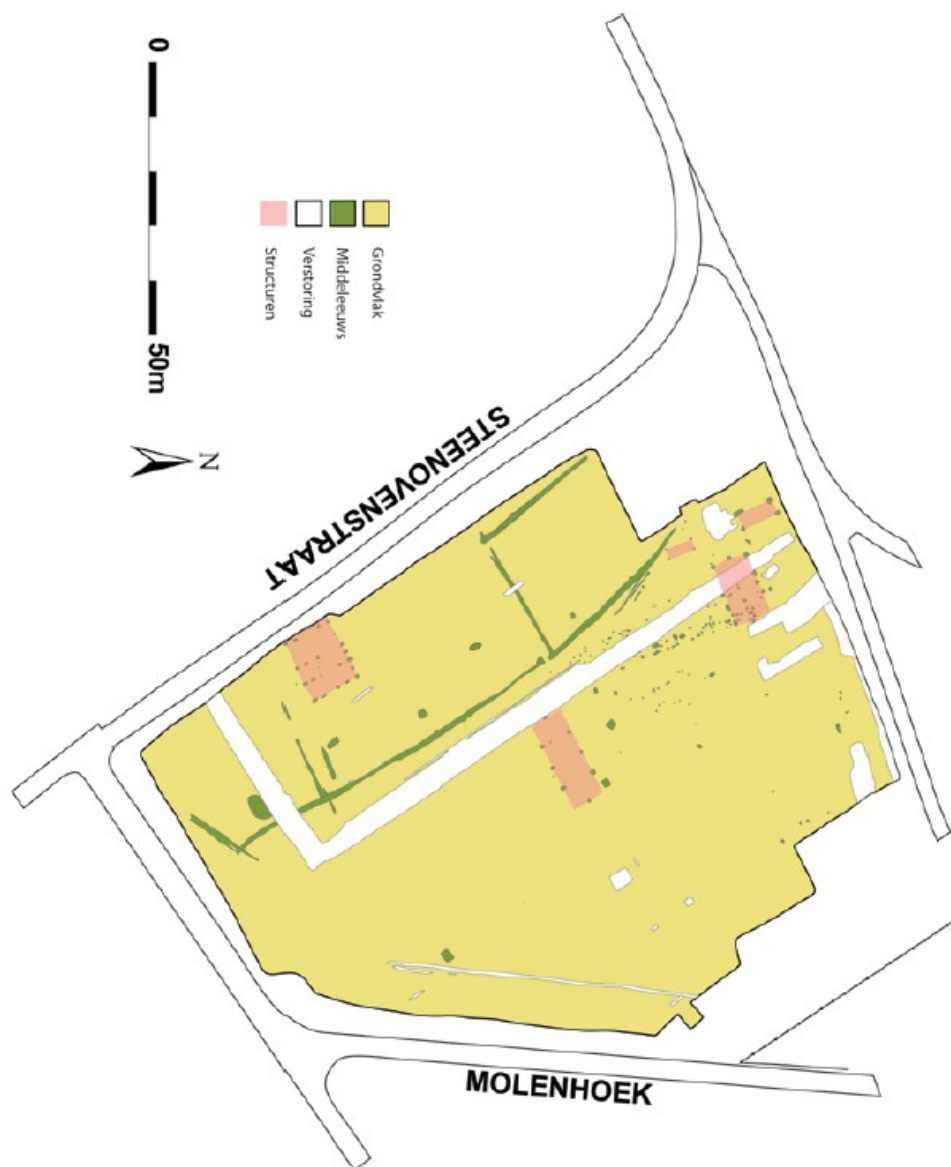 0
50m
N
Grondvlak
Middeleeuws
Verstoring
Structuren
STEENOVENSTRAAT
MOLENHOEK